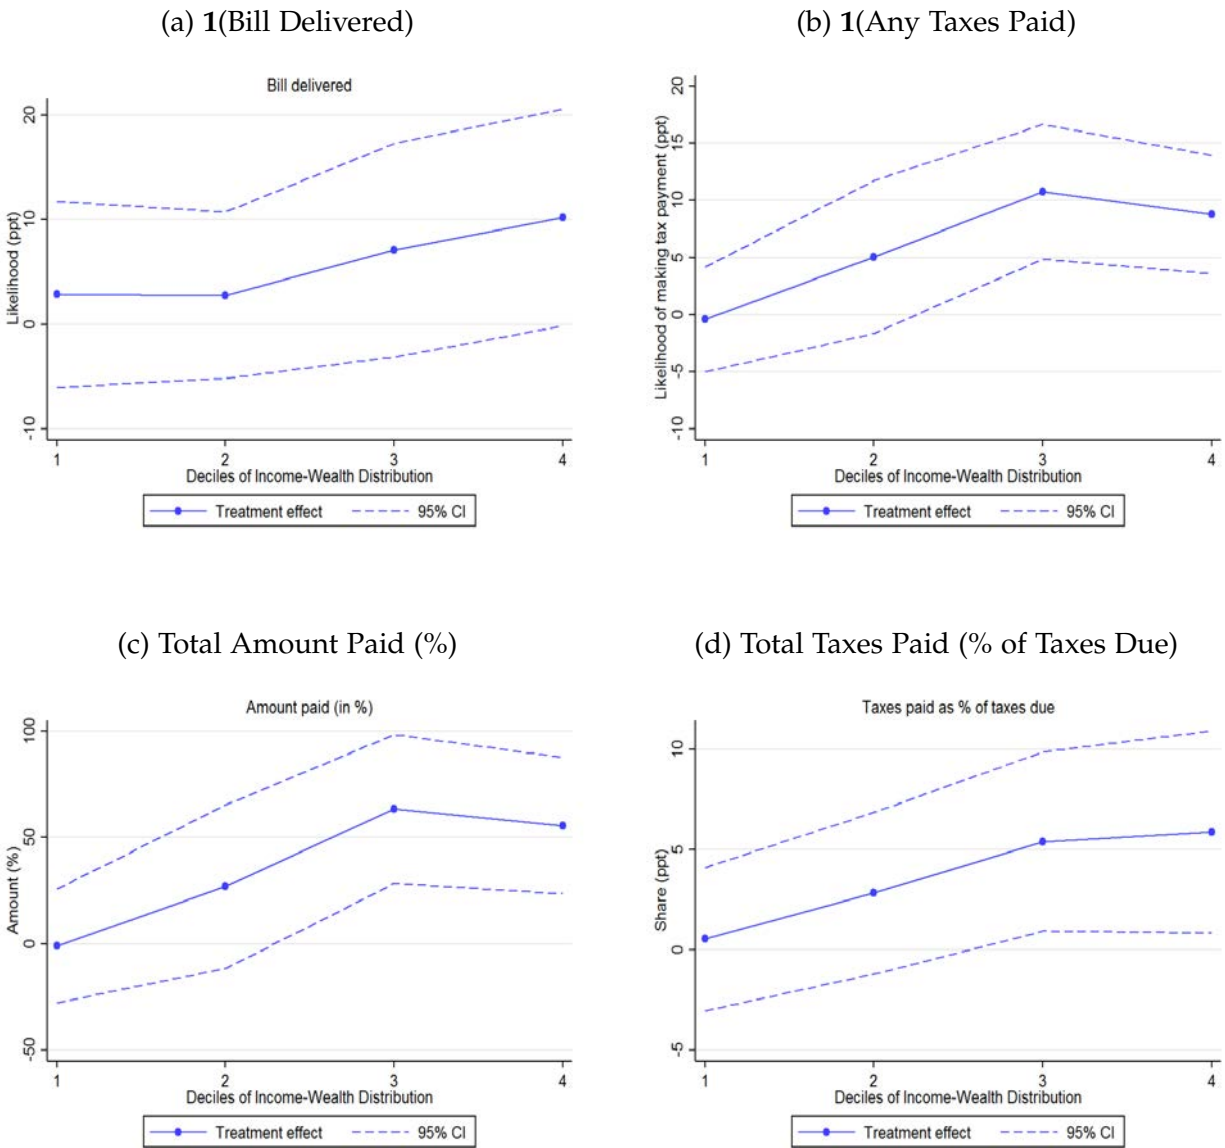 (a) 1(Bill Delivered)
Bill delivered
Likelihood (ppt)
20
10
0
-10
1 2 3 4
Deciles of Income-Wealth Distribution
Treatment effect 95% CI
(b) 1(Any Taxes Paid)
Likelihood of making tax payment (ppt)
20
15
10
5
0
-5
-10
1 2 3 4
Deciles of Income-Wealth Distribution
Treatment effect 95% CI
(c) Total Amount Paid (%)
Amount paid (in %)
Amount (%)
100
50
0
-50
1 2 3 4
Deciles of Income-Wealth Distribution
Treatment effect 95% CI
(d) Total Taxes Paid (% of Taxes Due)
Taxes paid as % of taxes due
Share (ppt)
10
5
0
-5
1 2 3 4
Deciles of Income-Wealth Distribution
Treatment effect 95% CI